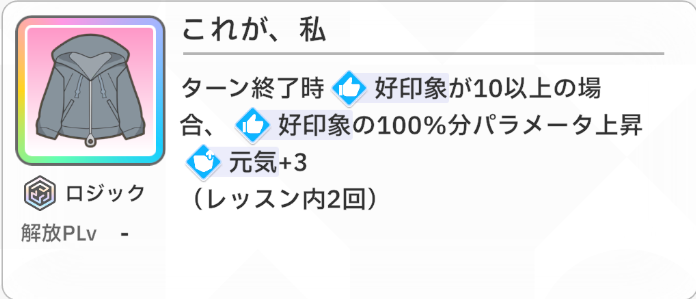 これが、私
ターン終了時 好印象が10以上の場
合、 好印象の100%分パラメータ上昇
元気+3
（レッスン内2回）
ロジック
解放PLv -